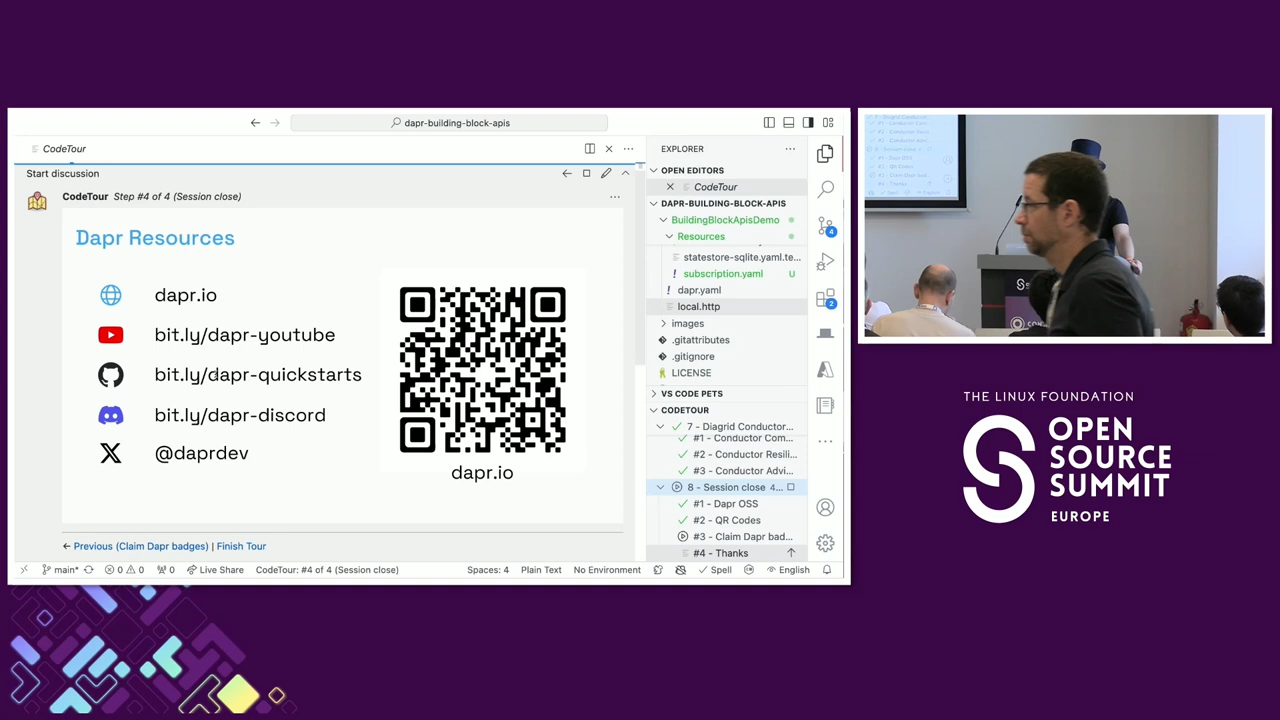 dapr-building-block-apis
CodeTour
Start discussion
CodeTour Step #4 of 4 (Session close)
Dapr Resources
dapr.io
bit.ly/dapr-youtube
bit.ly/dapr-quickstarts
bit.ly/dapr-discord
@daprdev
dapr.io
← Previous (Claim Dapr badges) | Finish Tour
EXPLORER
OPEN EDITORS
CodeTour
DAPR-BUILDING-BLOCK-APIS
BuildingBlockApisDemo
Resources
statestore-sqlite.yaml.te...
subscription.yaml U
dapr.yaml
local.http
images
.gitattributes
.gitignore
LICENSE
VS CODE PETS
CODETOUR
7 - Diagrid Conductor...
#1 - Conductor Com...
#2 - Conductor Resili...
#3 - Conductor Advi...
8 - Session close 4...
#1 - Dapr OSS
#2 - QR Codes
#3 - Claim Dapr bad...
#4 - Thanks
4
2
main* 0 0 0 Live Share CodeTour: #4 of 4 (Session close) Spaces: 4 Plain Text No Environment Spell English
THE LINUX FOUNDATION
OPEN
SOURCE
SUMMIT
EUROPE